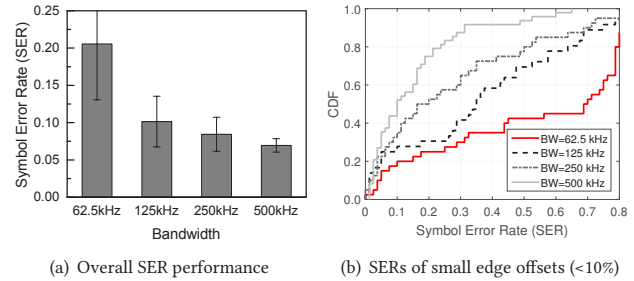 0.25
0.20
0.15
0.10
0.05
0.00
Symbol Error Rate (SER)
62.5kHz 125kHz 250kHz 500kHz
Bandwidth
(a) Overall SER performance
1.0
0.8
0.6
0.4
0.2
0.0
CDF
0 0.1 0.2 0.3 0.4 0.5 0.6 0.7 0.8
Symbol Error Rate (SER)
BW=62.5 kHz
BW=125 kHz
BW=250 kHz
BW=500 kHz
(b) SERs of small edge offsets (<10%)